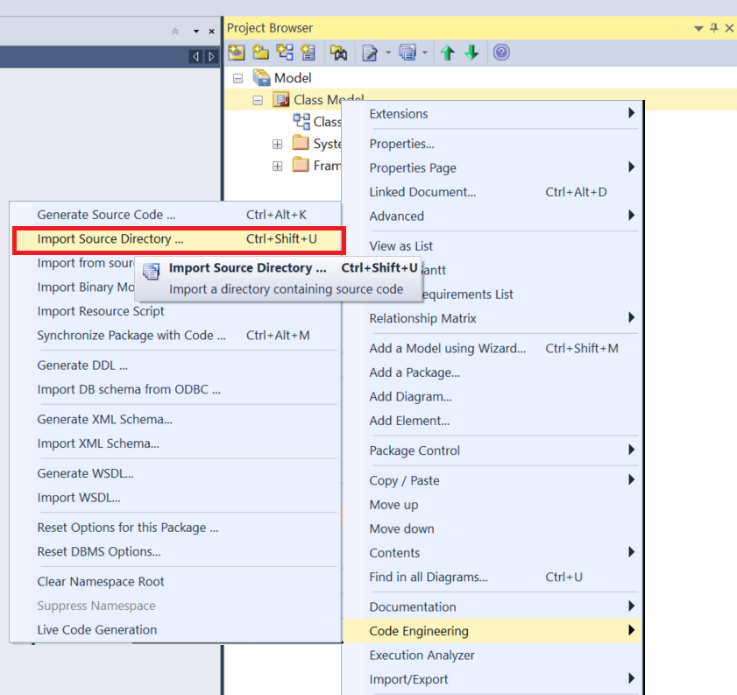 Project Browser
Model
Class Model
Class
Syste
Fram
Extensions
Properties...
Properties Page
Linked Document... Ctrl+Alt+D
Advanced
View as List
antt
equirements List
Relationship Matrix
Add a Model using Wizard... Ctrl+Shift+M
Add a Package...
Add Diagram...
Add Element...
Package Control
Copy / Paste
Move up
Move down
Contents
Find in all Diagrams... Ctrl+U
Documentation
Code Engineering
Execution Analyzer
Import/Export
Generate Source Code ... Ctrl+Alt+K
Import Source Directory ... Ctrl+Shift+U
Import from sour
Import Binary Mo
Import Resource Script
Synchronize Package with Code ... Ctrl+Alt+M
Generate DDL ...
Import DB schema from ODBC ...
Generate XML Schema...
Import XML Schema...
Generate WSDL...
Import WSDL...
Reset Options for this Package ...
Reset DBMS Options...
Clear Namespace Root
Suppress Namespace
Live Code Generation
Import Source Directory ... Ctrl+Shift+U
Import a directory containing source code